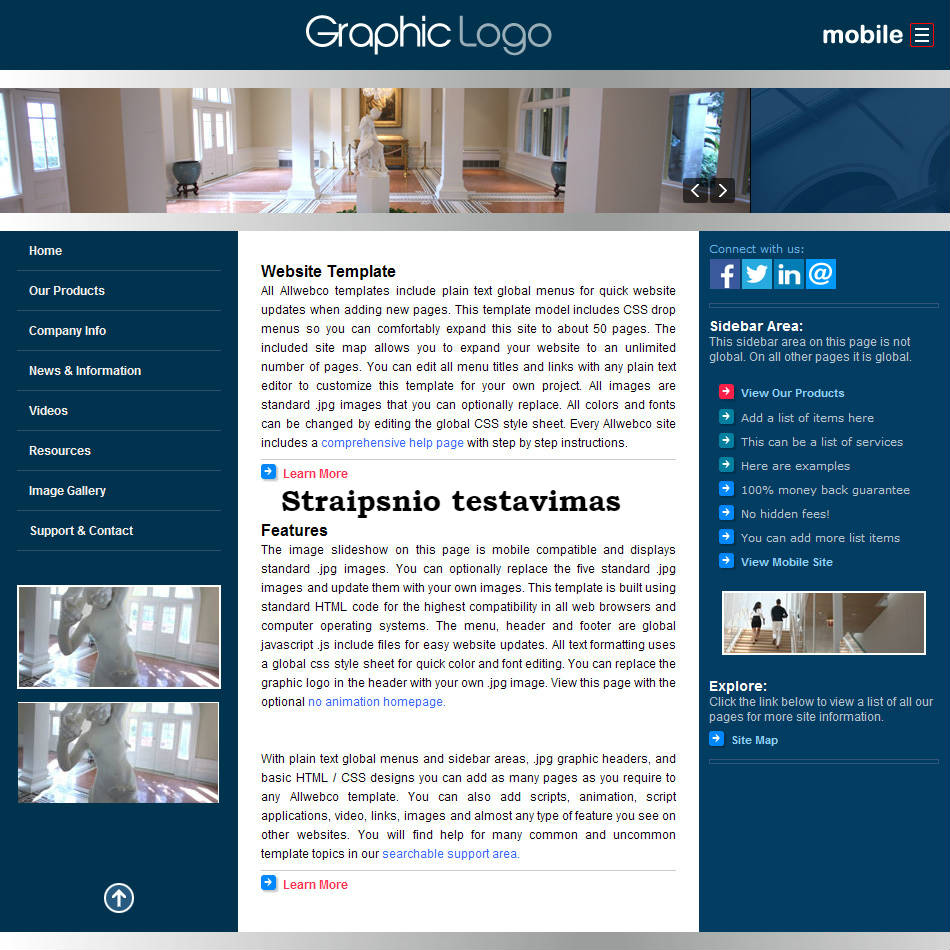 Graphic Logo
mobile
Home
Our Products
Company Info
News & Information
Videos
Resources
Image Gallery
Support & Contact
Website Template
All Allwebco templates include plain text global menus for quick website
updates when adding new pages. This template model includes CSS drop
menus so you can comfortably expand this site to about 50 pages. The
included site map allows you to expand your website to an unlimited
number of pages. You can edit all menu titles and links with any plain text
editor to customize this template for your own project. All images are
standard .jpg images that you can optionally replace. All colors and fonts
can be changed by editing the global CSS style sheet. Every Allwebco site
includes a comprehensive help page with step by step instructions.
Learn More
Straipsnio testavimas
Features
The image slideshow on this page is mobile compatible and displays
standard .jpg images. You can optionally replace the five standard .jpg
images and update them with your own images. This template is built using
standard HTML code for the highest compatibility in all web browsers and
computer operating systems. The menu, header and footer are global
javascript .js include files for easy website updates. All text formatting uses
a global css style sheet for quick color and font editing. You can replace the
graphic logo in the header with your own .jpg image. View this page with the
optional no animation homepage.
With plain text global menus and sidebar areas, .jpg graphic headers, and
basic HTML / CSS designs you can add as many pages as you require to
any Allwebco template. You can also add scripts, animation, script
applications, video, links, images and almost any type of feature you see on
other websites. You will find help for many common and uncommon
template topics in our searchable support area.
Learn More
Connect with us:
f in @
Sidebar Area:
This sidebar area on this page is not
global. On all other pages it is global.
View Our Products
Add a list of items here
This can be a list of services
Here are examples
100% money back guarantee
No hidden fees!
You can add more list items
View Mobile Site
Explore:
Click the link below to view a list of all our
pages for more site information.
Site Map